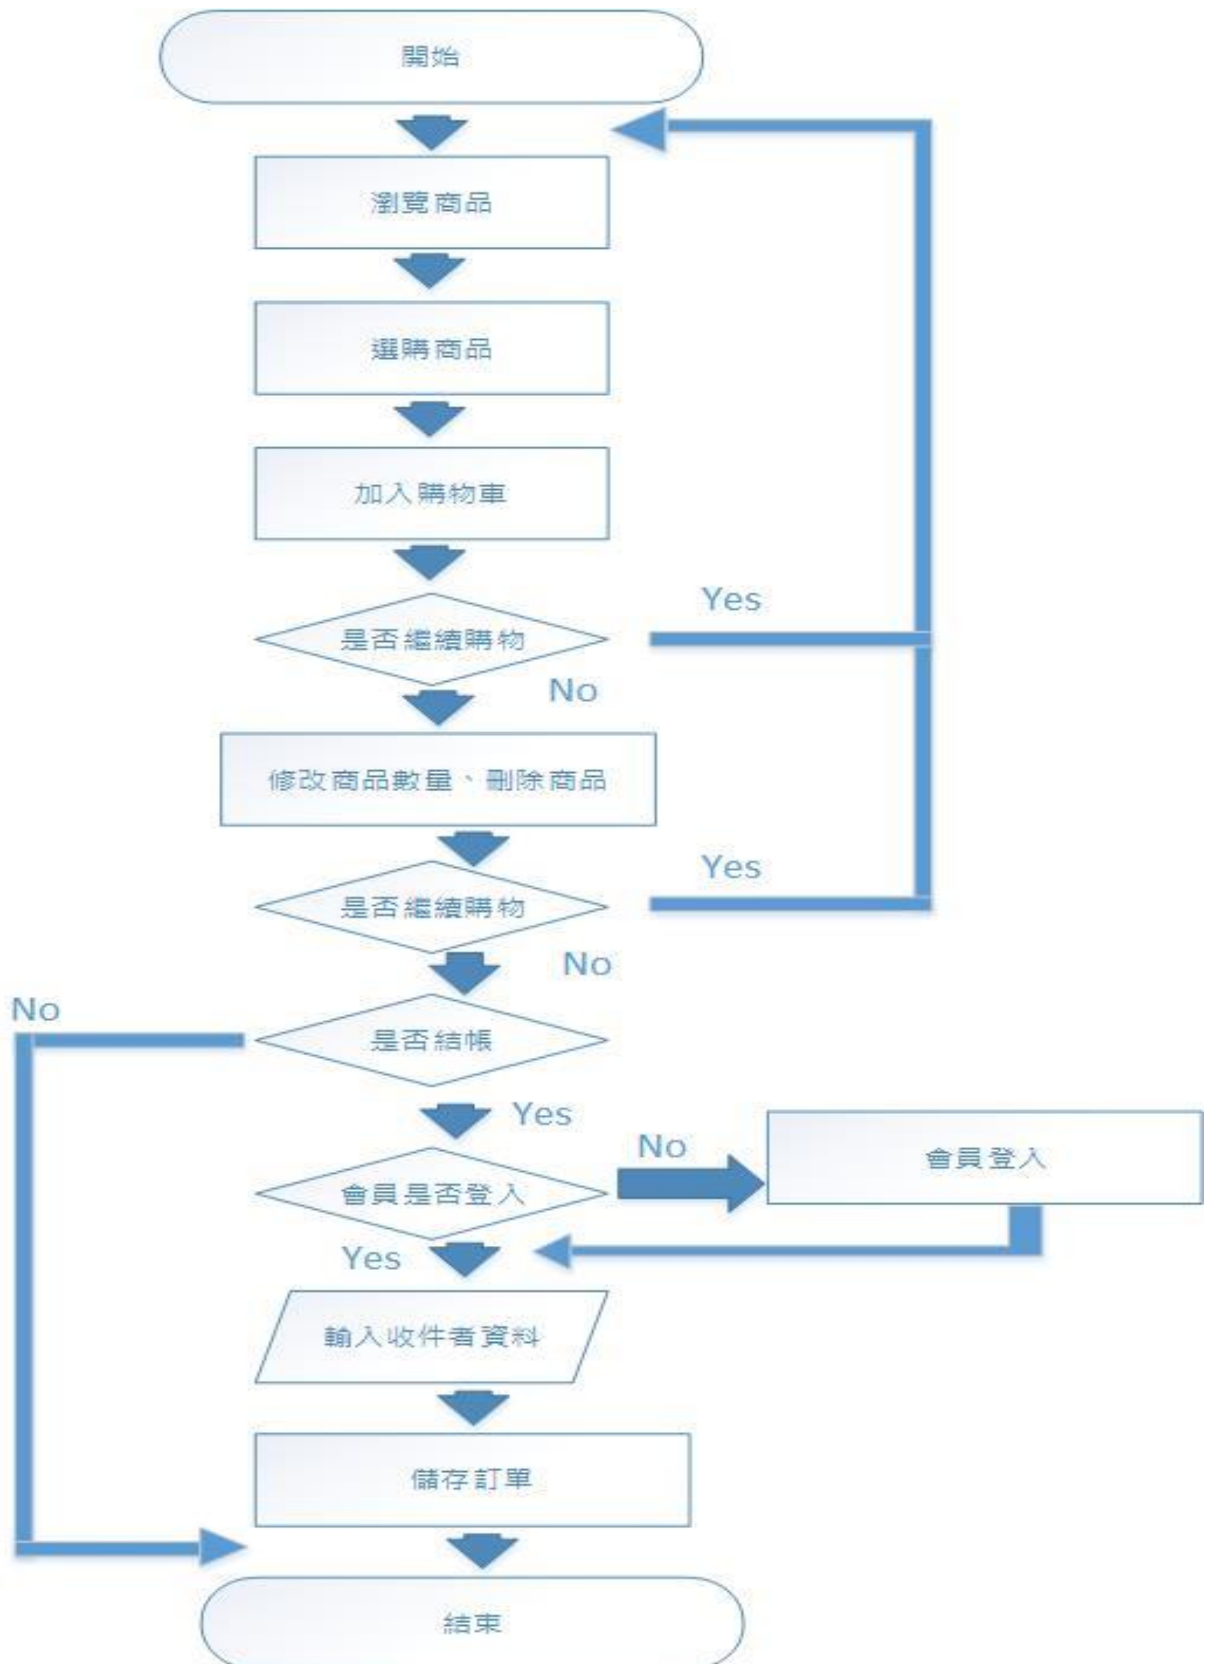 開始
瀏覽商品
選購商品
加入購物車
Yes
是否繼續購物
No
修改商品數量、刪除商品
Yes
是否繼續購物
No
No
是否結帳
Yes
No
會員登入
會員是否登入
Yes
輸入收件者資料
儲存訂單
結束